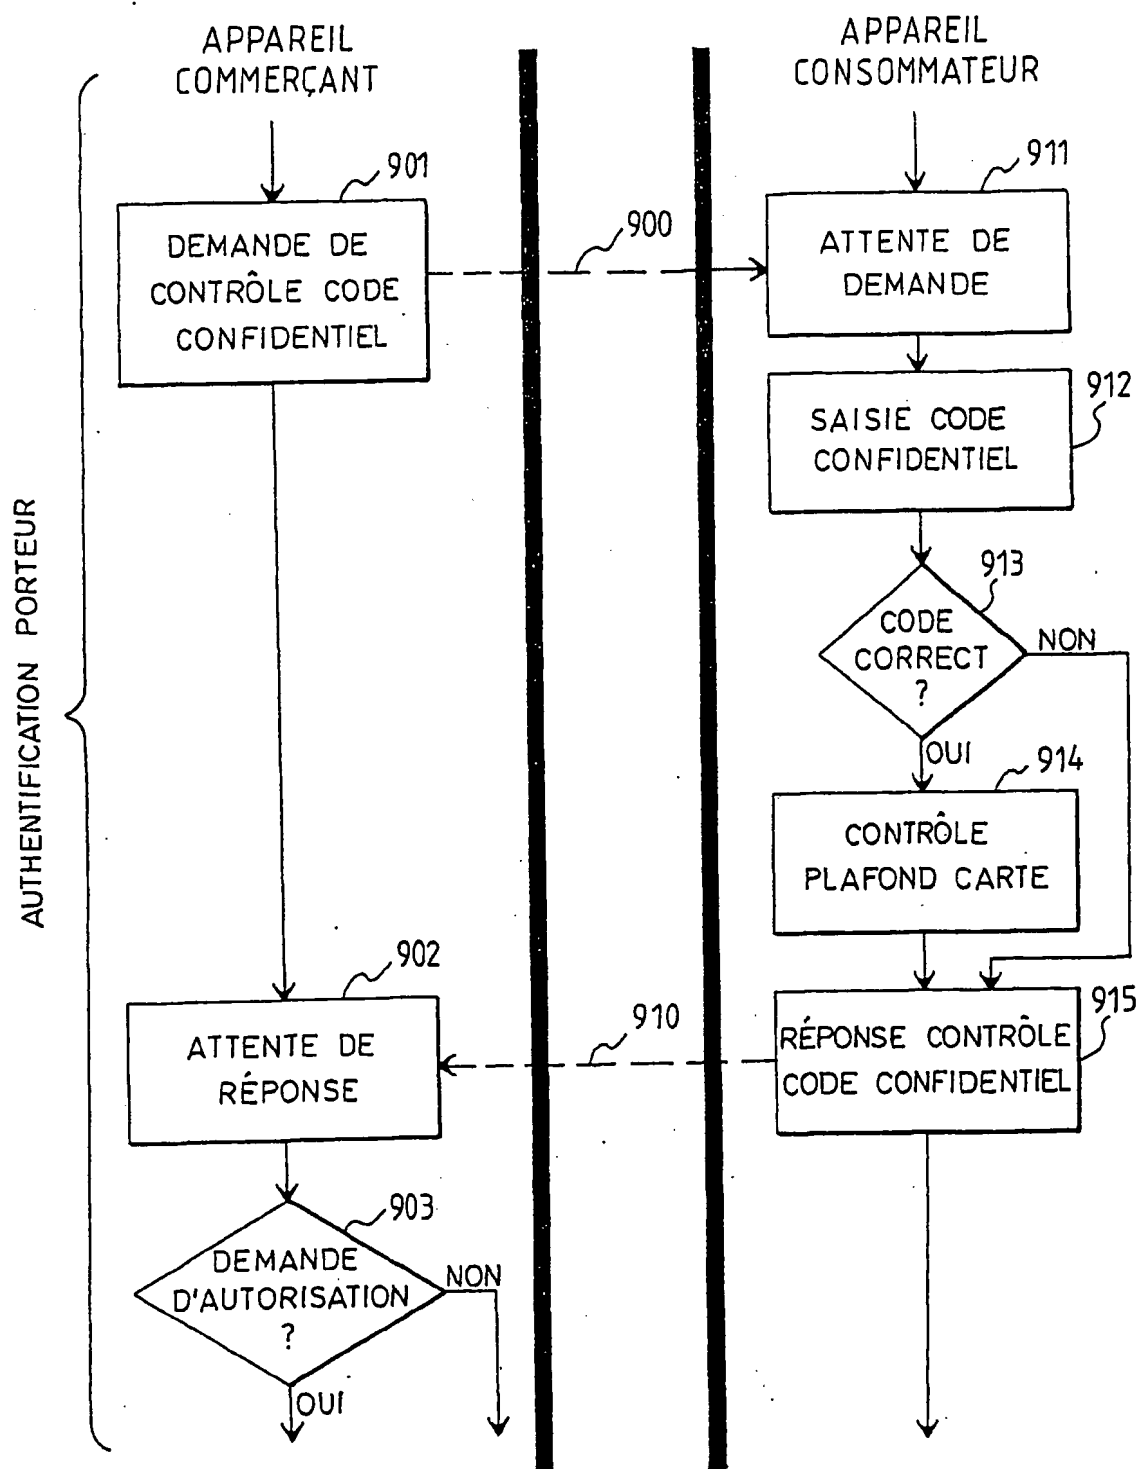 APPAREIL
COMMERÇANT
APPAREIL
CONSOMMATEUR
AUTHENTIFICATION PORTEUR
901
DEMANDE DE
CONTRÔLE CODE
CONFIDENTIEL
900
911
ATTENTE DE
DEMANDE
912
SAISIE CODE
CONFIDENTIEL
913
CODE
CORRECT
?
NON
OUI
914
CONTRÔLE
PLAFOND CARTE
902
ATTENTE DE
RÉPONSE
910
915
RÉPONSE CONTRÔLE
CODE CONFIDENTIEL
903
DEMANDE
D'AUTORISATION
?
NON
OUI